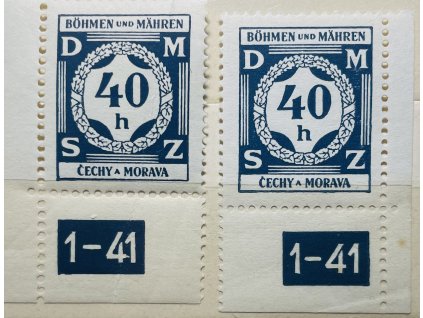 BÖHMEN UND MÄHREN
D M
40
h
S Z
ČECHY A MORAVA
1-41
BÖHMEN UND MÄHREN
D M
40
h
S Z
ČECHY A MORAVA
1-41